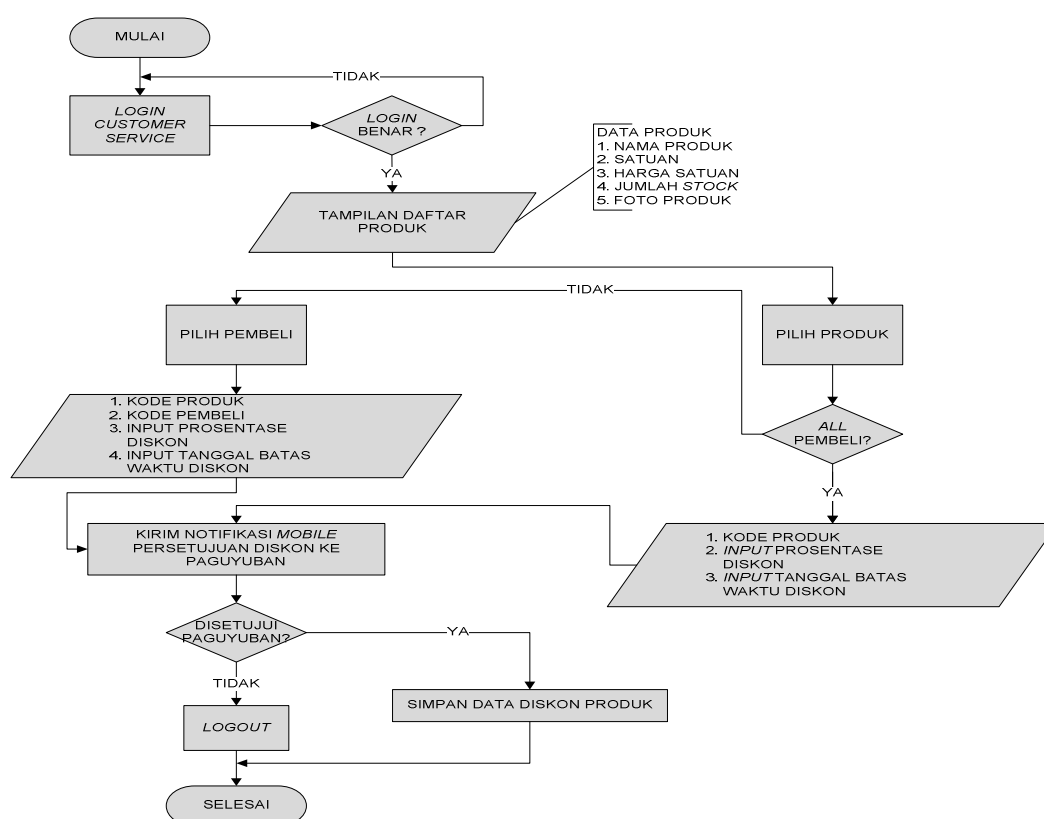 MULAI
TIDAK
LOGIN
CUSTOMER
SERVICE
LOGIN
BENAR ?
YA
DATA PRODUK
1. NAMA PRODUK
2. SATUAN
3. HARGA SATUAN
4. JUMLAH STOCK
5. FOTO PRODUK
TAMPILAN DAFTAR
PRODUK
TIDAK
PILIH PEMBELI
PILIH PRODUK
1. KODE PRODUK
2. KODE PEMBELI
3. INPUT PROSENTASE
DISKON
4. INPUT TANGGAL BATAS
WAKTU DISKON
ALL
PEMBELI?
YA
KIRIM NOTIFIKASI MOBILE
PERSETUJUAN DISKON KE
PAGUYUBAN
1. KODE PRODUK
2. INPUT PROSENTASE
DISKON
3. INPUT TANGGAL BATAS
WAKTU DISKON
DISETUJUI
PAGUYUBAN?
YA
TIDAK
SIMPAN DATA DISKON PRODUK
LOGOUT
SELESAI